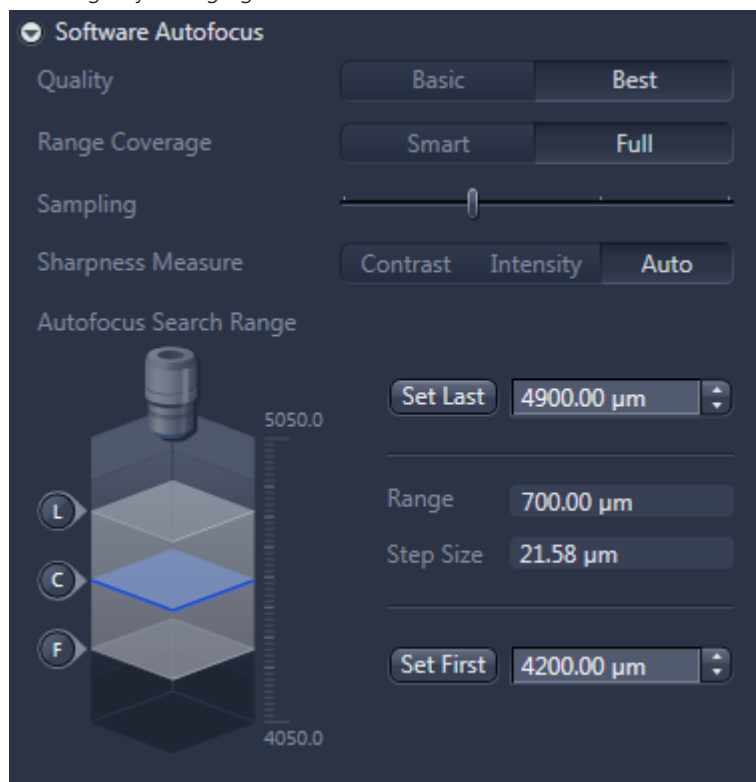 Software Autofocus
Quality Basic Best
Range Coverage Smart Full
Sampling
Sharpness Measure Contrast Intensity Auto
Autofocus Search Range
Set Last 4900.00 µm
5050.0
L
Range 700.00 µm
Step Size 21.58 µm
C
F
Set First 4200.00 µm
4050.0